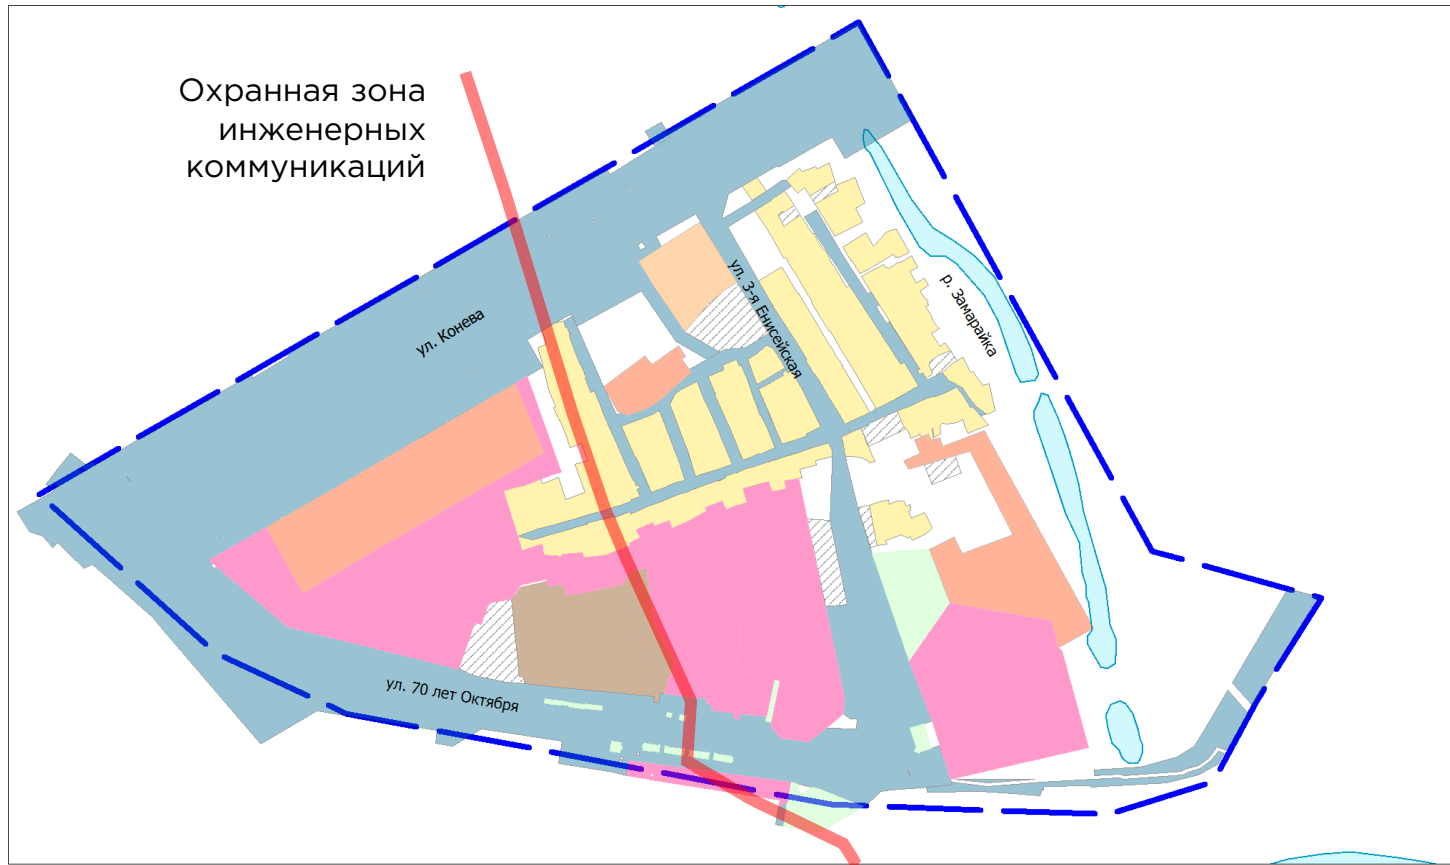 Охранная зона
инженерных
коммуникаций
ул. Конева
ул. 3-я Енисейская
р. Замарайка
ул. 70 лет Октября